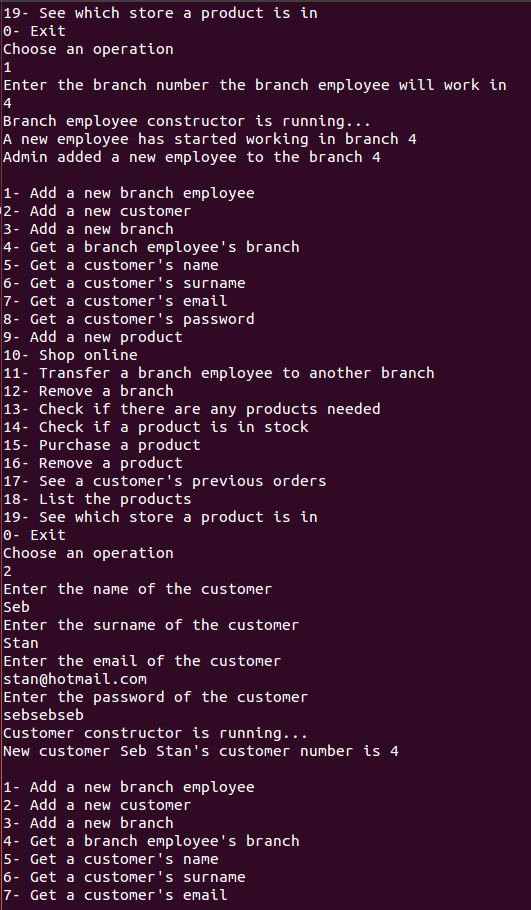 19- See which store a product is in
0- Exit
Choose an operation
1
Enter the branch number the branch employee will work in
4
Branch employee constructor is running...
A new employee has started working in branch 4
Admin added a new employee to the branch 4

1- Add a new branch employee
2- Add a new customer
3- Add a new branch
4- Get a branch employee's branch
5- Get a customer's name
6- Get a customer's surname
7- Get a customer's email
8- Get a customer's password
9- Add a new product
10- Shop online
11- Transfer a branch employee to another branch
12- Remove a branch
13- Check if there are any products needed
14- Check if a product is in stock
15- Purchase a product
16- Remove a product
17- See a customer's previous orders
18- List the products
19- See which store a product is in
0- Exit
Choose an operation
2
Enter the name of the customer
Seb
Enter the surname of the customer
Stan
Enter the email of the customer
stan@hotmail.com
Enter the password of the customer
sebsebseb
Customer constructor is running...
New customer Seb Stan's customer number is 4

1- Add a new branch employee
2- Add a new customer
3- Add a new branch
4- Get a branch employee's branch
5- Get a customer's name
6- Get a customer's surname
7- Get a customer's email